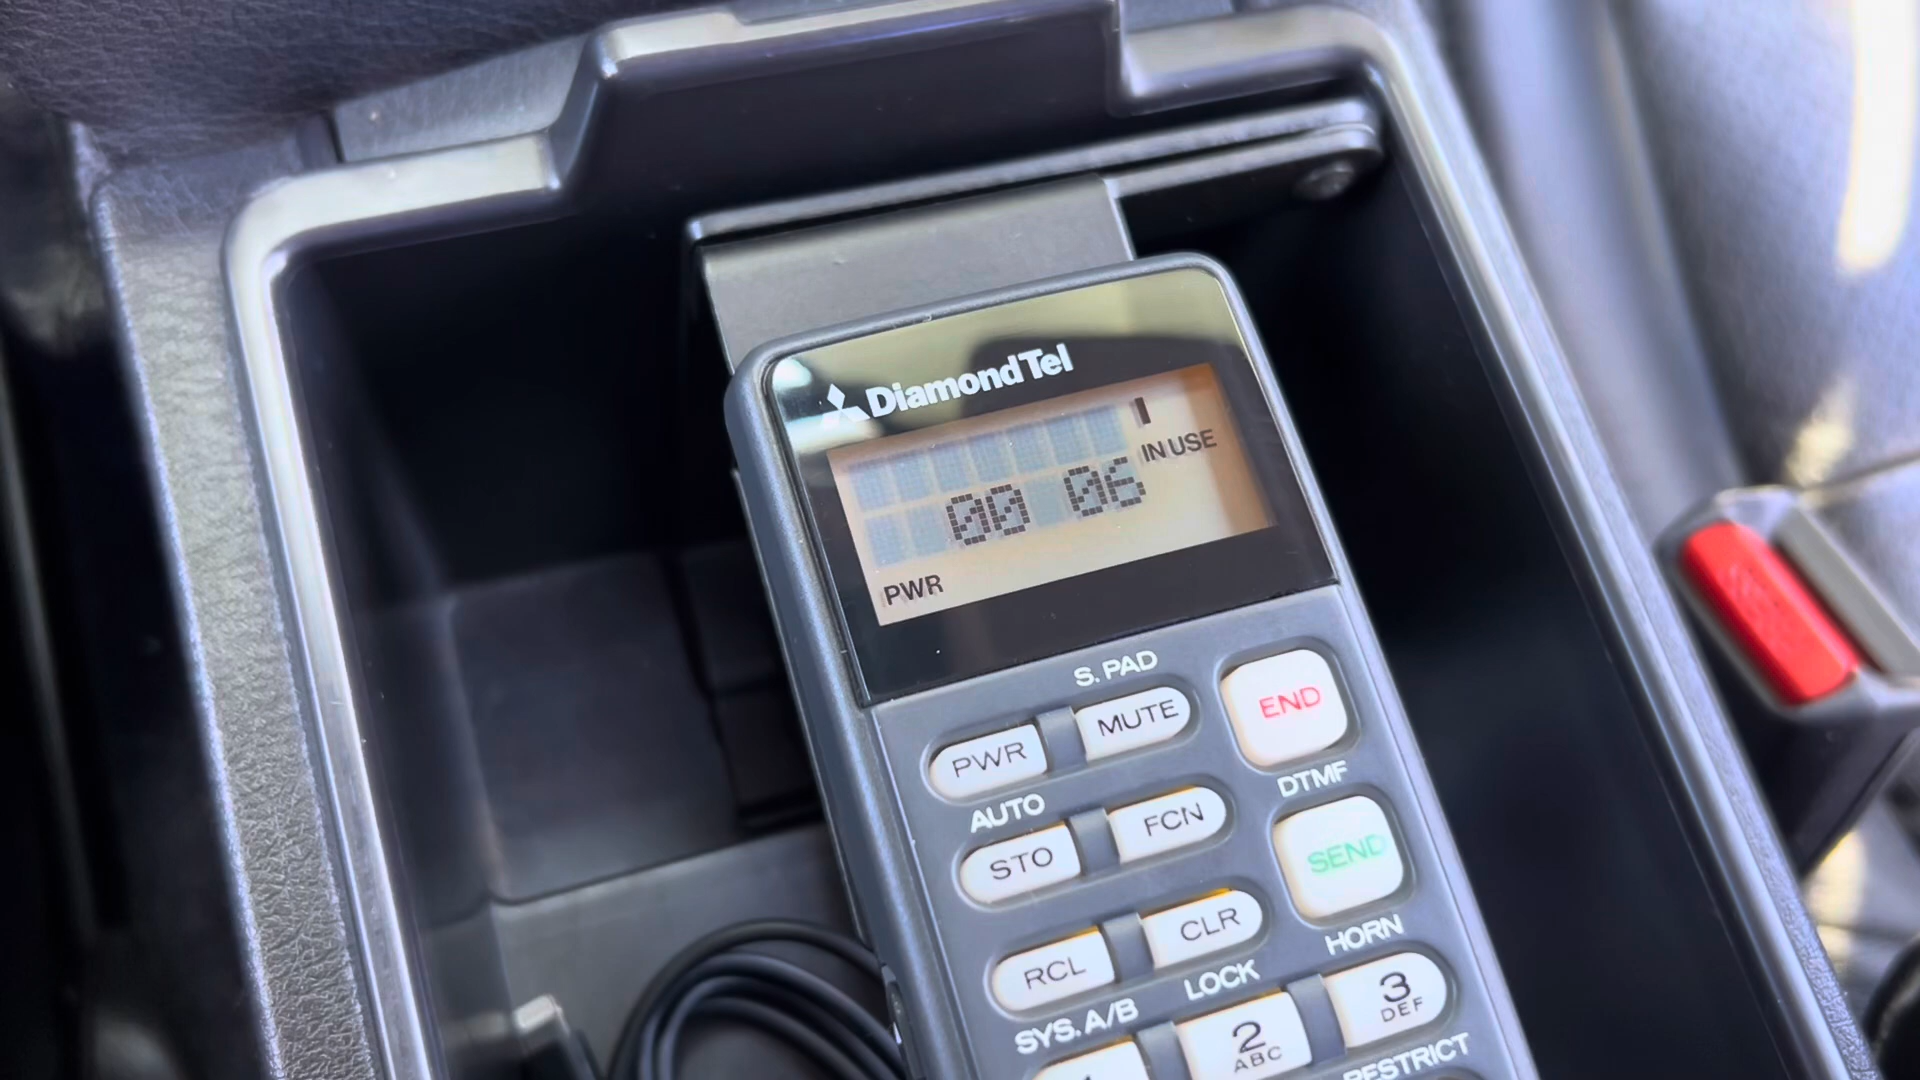 DiamondTel
IN USE
00 06
PWR
S. PAD
PWR MUTE END
AUTO DTMF
STO FCN SEND
HORN
RCL CLR
SYS. A/B LOCK
1 2 ABC 3 DEF
RESTRICT